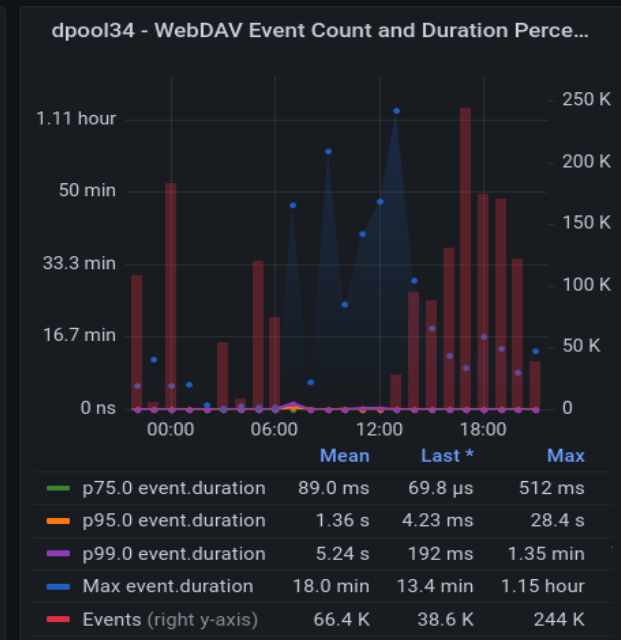 dpool34 - WebDAV Event Count and Duration Perce...
1.11 hour
50 min
33.3 min
16.7 min
0 ns
250 K
200 K
150 K
100 K
50 K
0
00:00 06:00 12:00 18:00
Mean Last * Max
p75.0 event.duration 89.0 ms 69.8 µs 512 ms
p95.0 event.duration 1.36 s 4.23 ms 28.4 s
p99.0 event.duration 5.24 s 192 ms 1.35 min
Max event.duration 18.0 min 13.4 min 1.15 hour
Events (right y-axis) 66.4 K 38.6 K 244 K